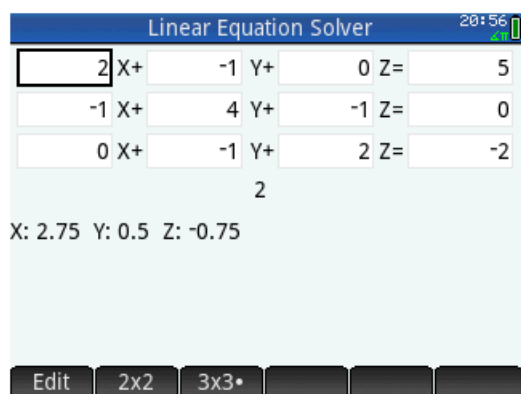 Linear Equation Solver 20:56
∡π
2 X+ -1 Y+ 0 Z= 5
-1 X+ 4 Y+ -1 Z= 0
0 X+ -1 Y+ 2 Z= -2
2
X: 2.75 Y: 0.5 Z: -0.75
Edit 2x2 3x3•